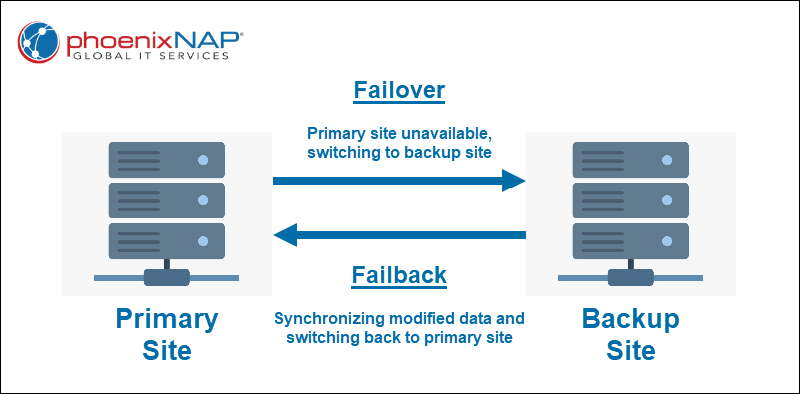 phoenixNAP®
GLOBAL IT SERVICES
Failover
Primary site unavailable,
switching to backup site
Failback
Synchronizing modified data and
switching back to primary site
Primary
Site
Backup
Site